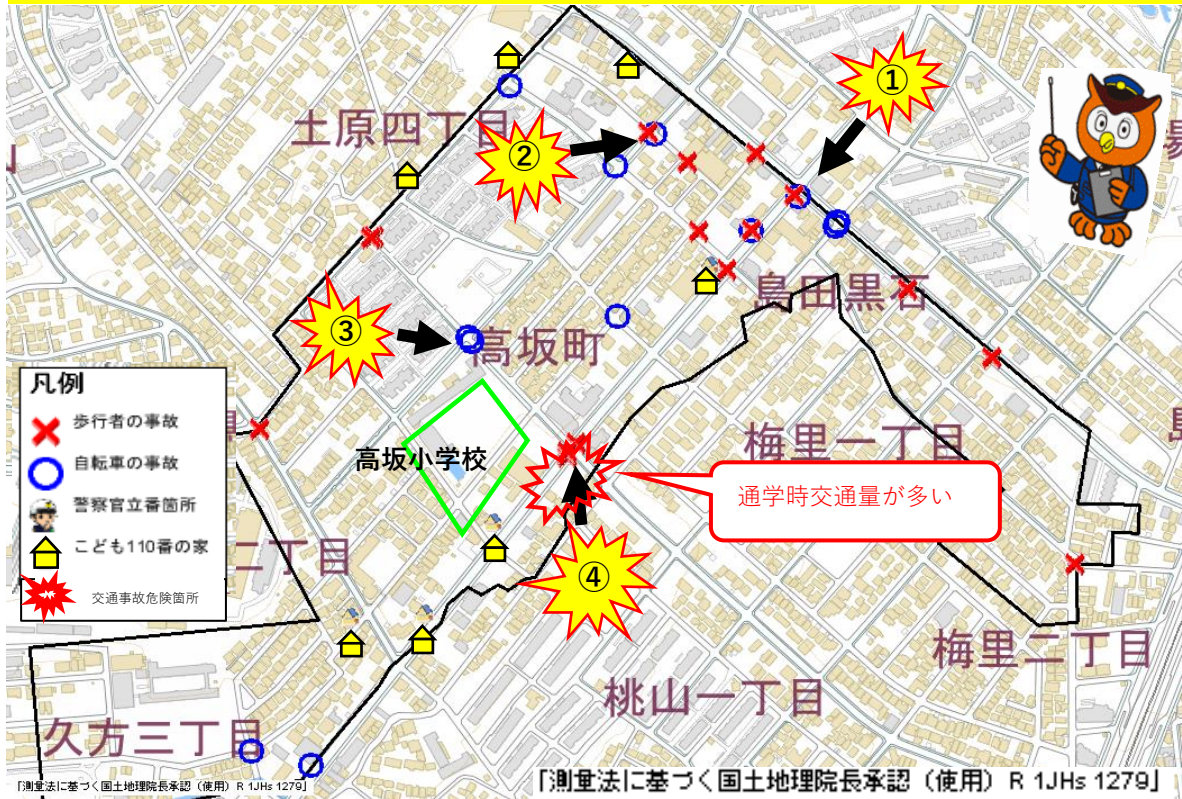 ①
土原四丁目
②
島田黒石
③
高坂町
凡例
歩行者の事故
自転車の事故
警察官立番箇所
こども110番の家
交通事故危険箇所
高坂小学校
梅里一丁目
通学時交通量が多い
二丁目
④
梅里二丁目
桃山一丁目
久方三丁目
「測量法に基づく国土地理院長承認（使用）R 1JHs 1279」
「測量法に基づく国土地理院長承認（使用）R 1JHs 1279」